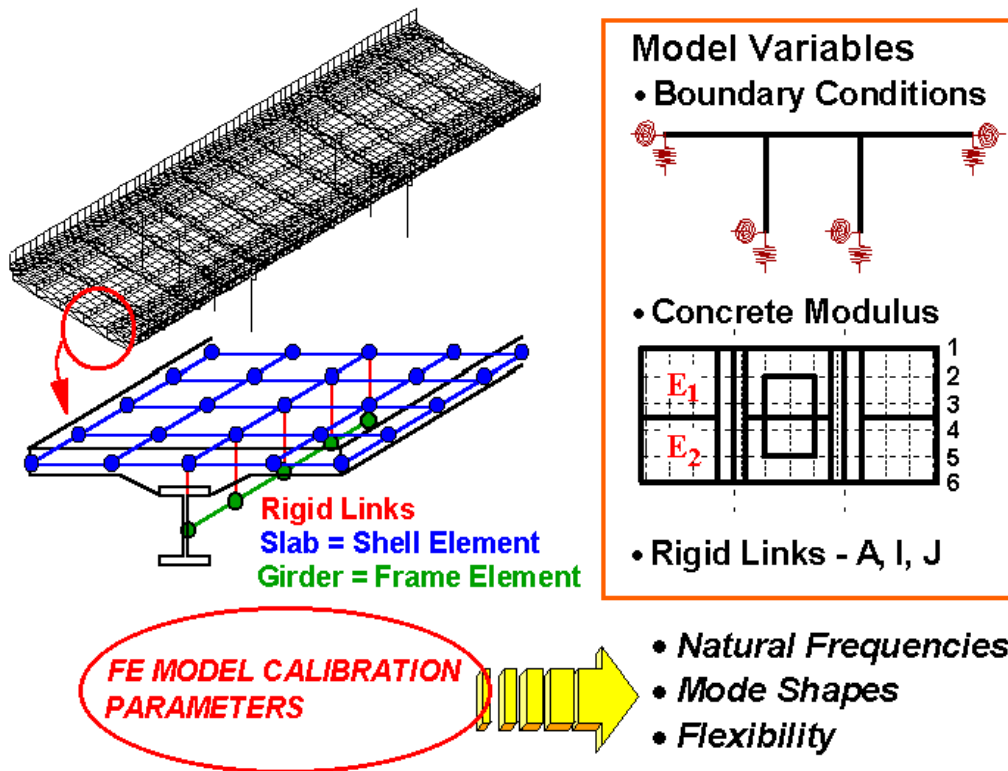 Model Variables
• Boundary Conditions
• Concrete Modulus
E1
E2
1
2
3
4
5
6
• Rigid Links - A, I, J
Rigid Links
Slab = Shell Element
Girder = Frame Element
FE MODEL CALIBRATION
PARAMETERS
• Natural Frequencies
• Mode Shapes
• Flexibility